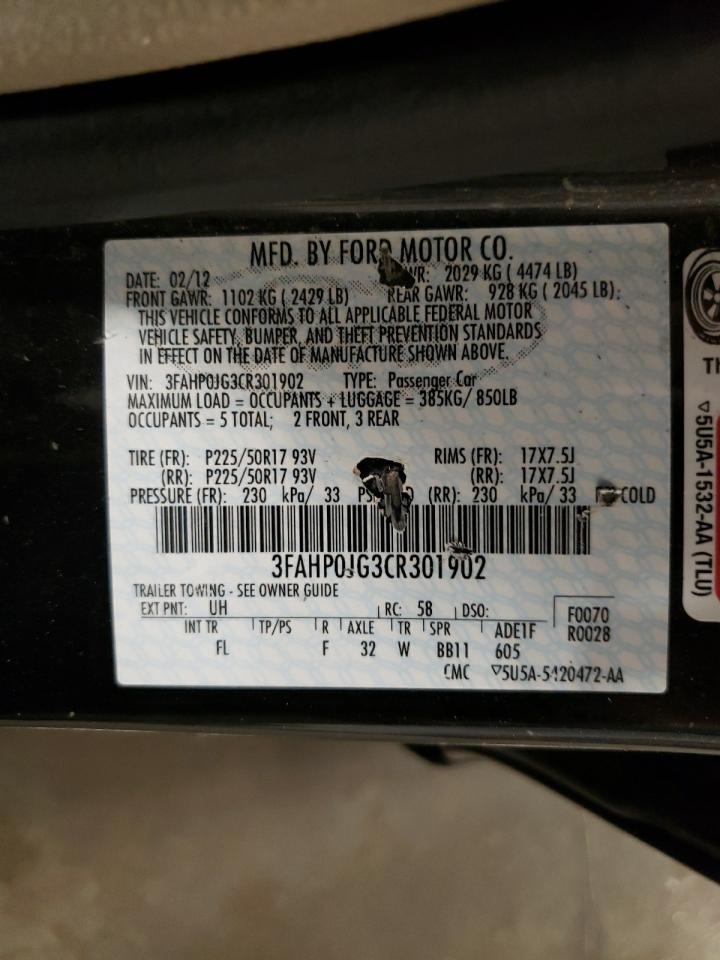 MFD. BY FORD MOTOR CO.
DATE: 02/12 2029 KG ( 4474 LB)
FRONT GAWR: 1102 KG ( 2429 LB) REAR GAWR: 928 KG ( 2045 LB);
THIS VEHICLE CONFORMS TO ALL APPLICABLE FEDERAL MOTOR
VEHICLE SAFETY, BUMPER, AND THEFT PREVENTION STANDARDS
IN EFFECT ON THE DATE OF MANUFACTURE SHOWN ABOVE.
VIN: 3FAHP0JG3CR301902 TYPE: Passenger Car
MAXIMUM LOAD = OCCUPANTS + LUGGAGE = 385KG/ 850LB
OCCUPANTS = 5 TOTAL; 2 FRONT, 3 REAR
TIRE (FR): P225/50R17 93V RIMS (FR): 17X7.5J
(RR): P225/50R17 93V (RR): 17X7.5J
PRESSURE (FR): 230 kPa/ 33 (RR): 230 kPa/ 33 COLD
3FAHP0JG3CR301902
TRAILER TOWING - SEE OWNER GUIDE
EXT PNT: UH RC: 58 DSO: F0070
INT TR TP/PS R AXLE TR SPR ADE1F R0028
FL F 32 W BB11 605
CMC ▽5U5A-5420472-AA
▽5U5A-1532-AA (TLU)